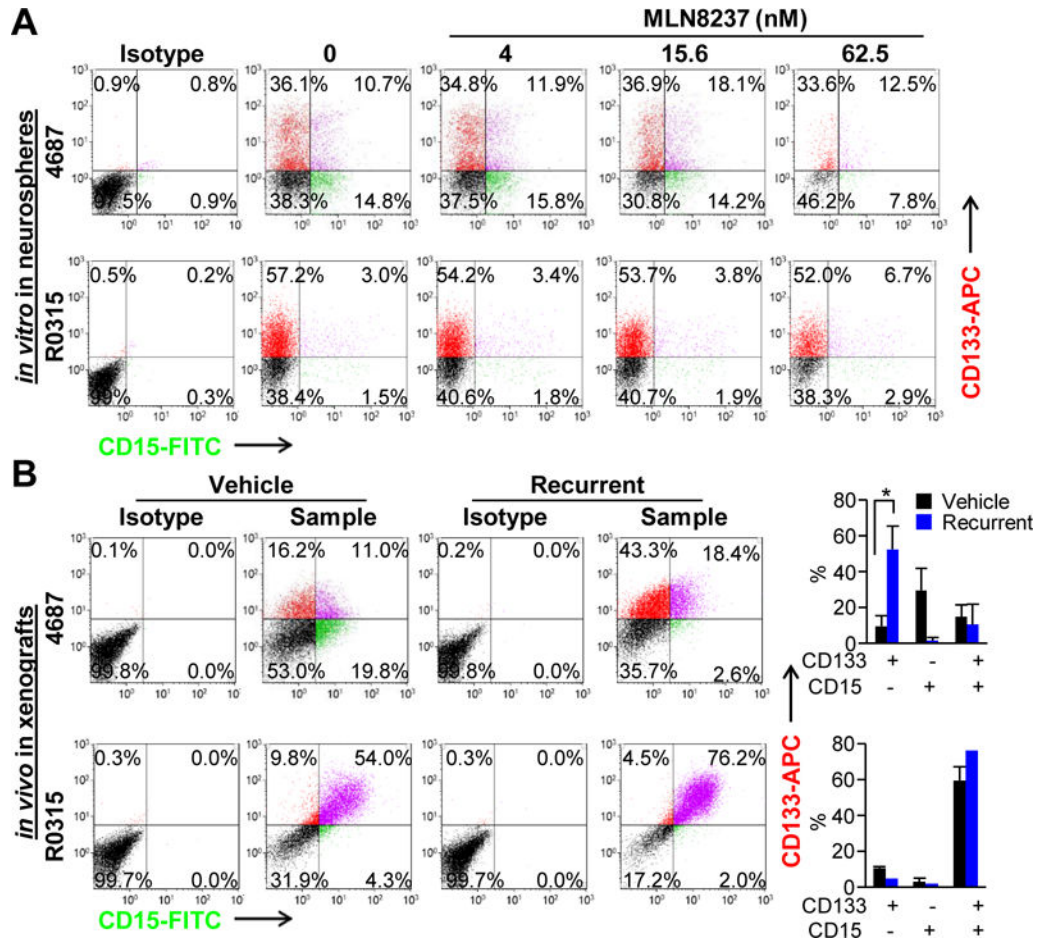 A
MLN8237 (nM)
Isotype 0 4 15.6 62.5
in vitro in neurospheres
4687
0.9% 0.8% 36.1% 10.7% 34.8% 11.9% 36.9% 18.1% 33.6% 12.5%
97.5% 0.9% 38.3% 14.8% 37.5% 15.8% 30.8% 14.2% 46.2% 7.8%
R0315
0.5% 0.2% 57.2% 3.0% 54.2% 3.4% 53.7% 3.8% 52.0% 6.7%
99% 0.3% 38.4% 1.5% 40.6% 1.8% 40.7% 1.9% 38.3% 2.9%
CD133-APC
CD15-FITC
B
Vehicle Recurrent
Isotype Sample Isotype Sample
in vivo in xenografts
4687
0.1% 0.0% 16.2% 11.0% 0.2% 0.0% 43.3% 18.4%
99.8% 0.0% 53.0% 19.8% 99.8% 0.0% 35.7% 2.6%
R0315
0.3% 0.0% 9.8% 54.0% 0.3% 0.0% 4.5% 76.2%
99.7% 0.0% 31.9% 4.3% 99.7% 0.0% 17.2% 2.0%
CD15-FITC
CD133-APC
80
60
40
20
0
%
*
Vehicle
Recurrent
CD133 + - +
CD15 - + +
80
60
40
20
0
%
CD133 + - +
CD15 - + +